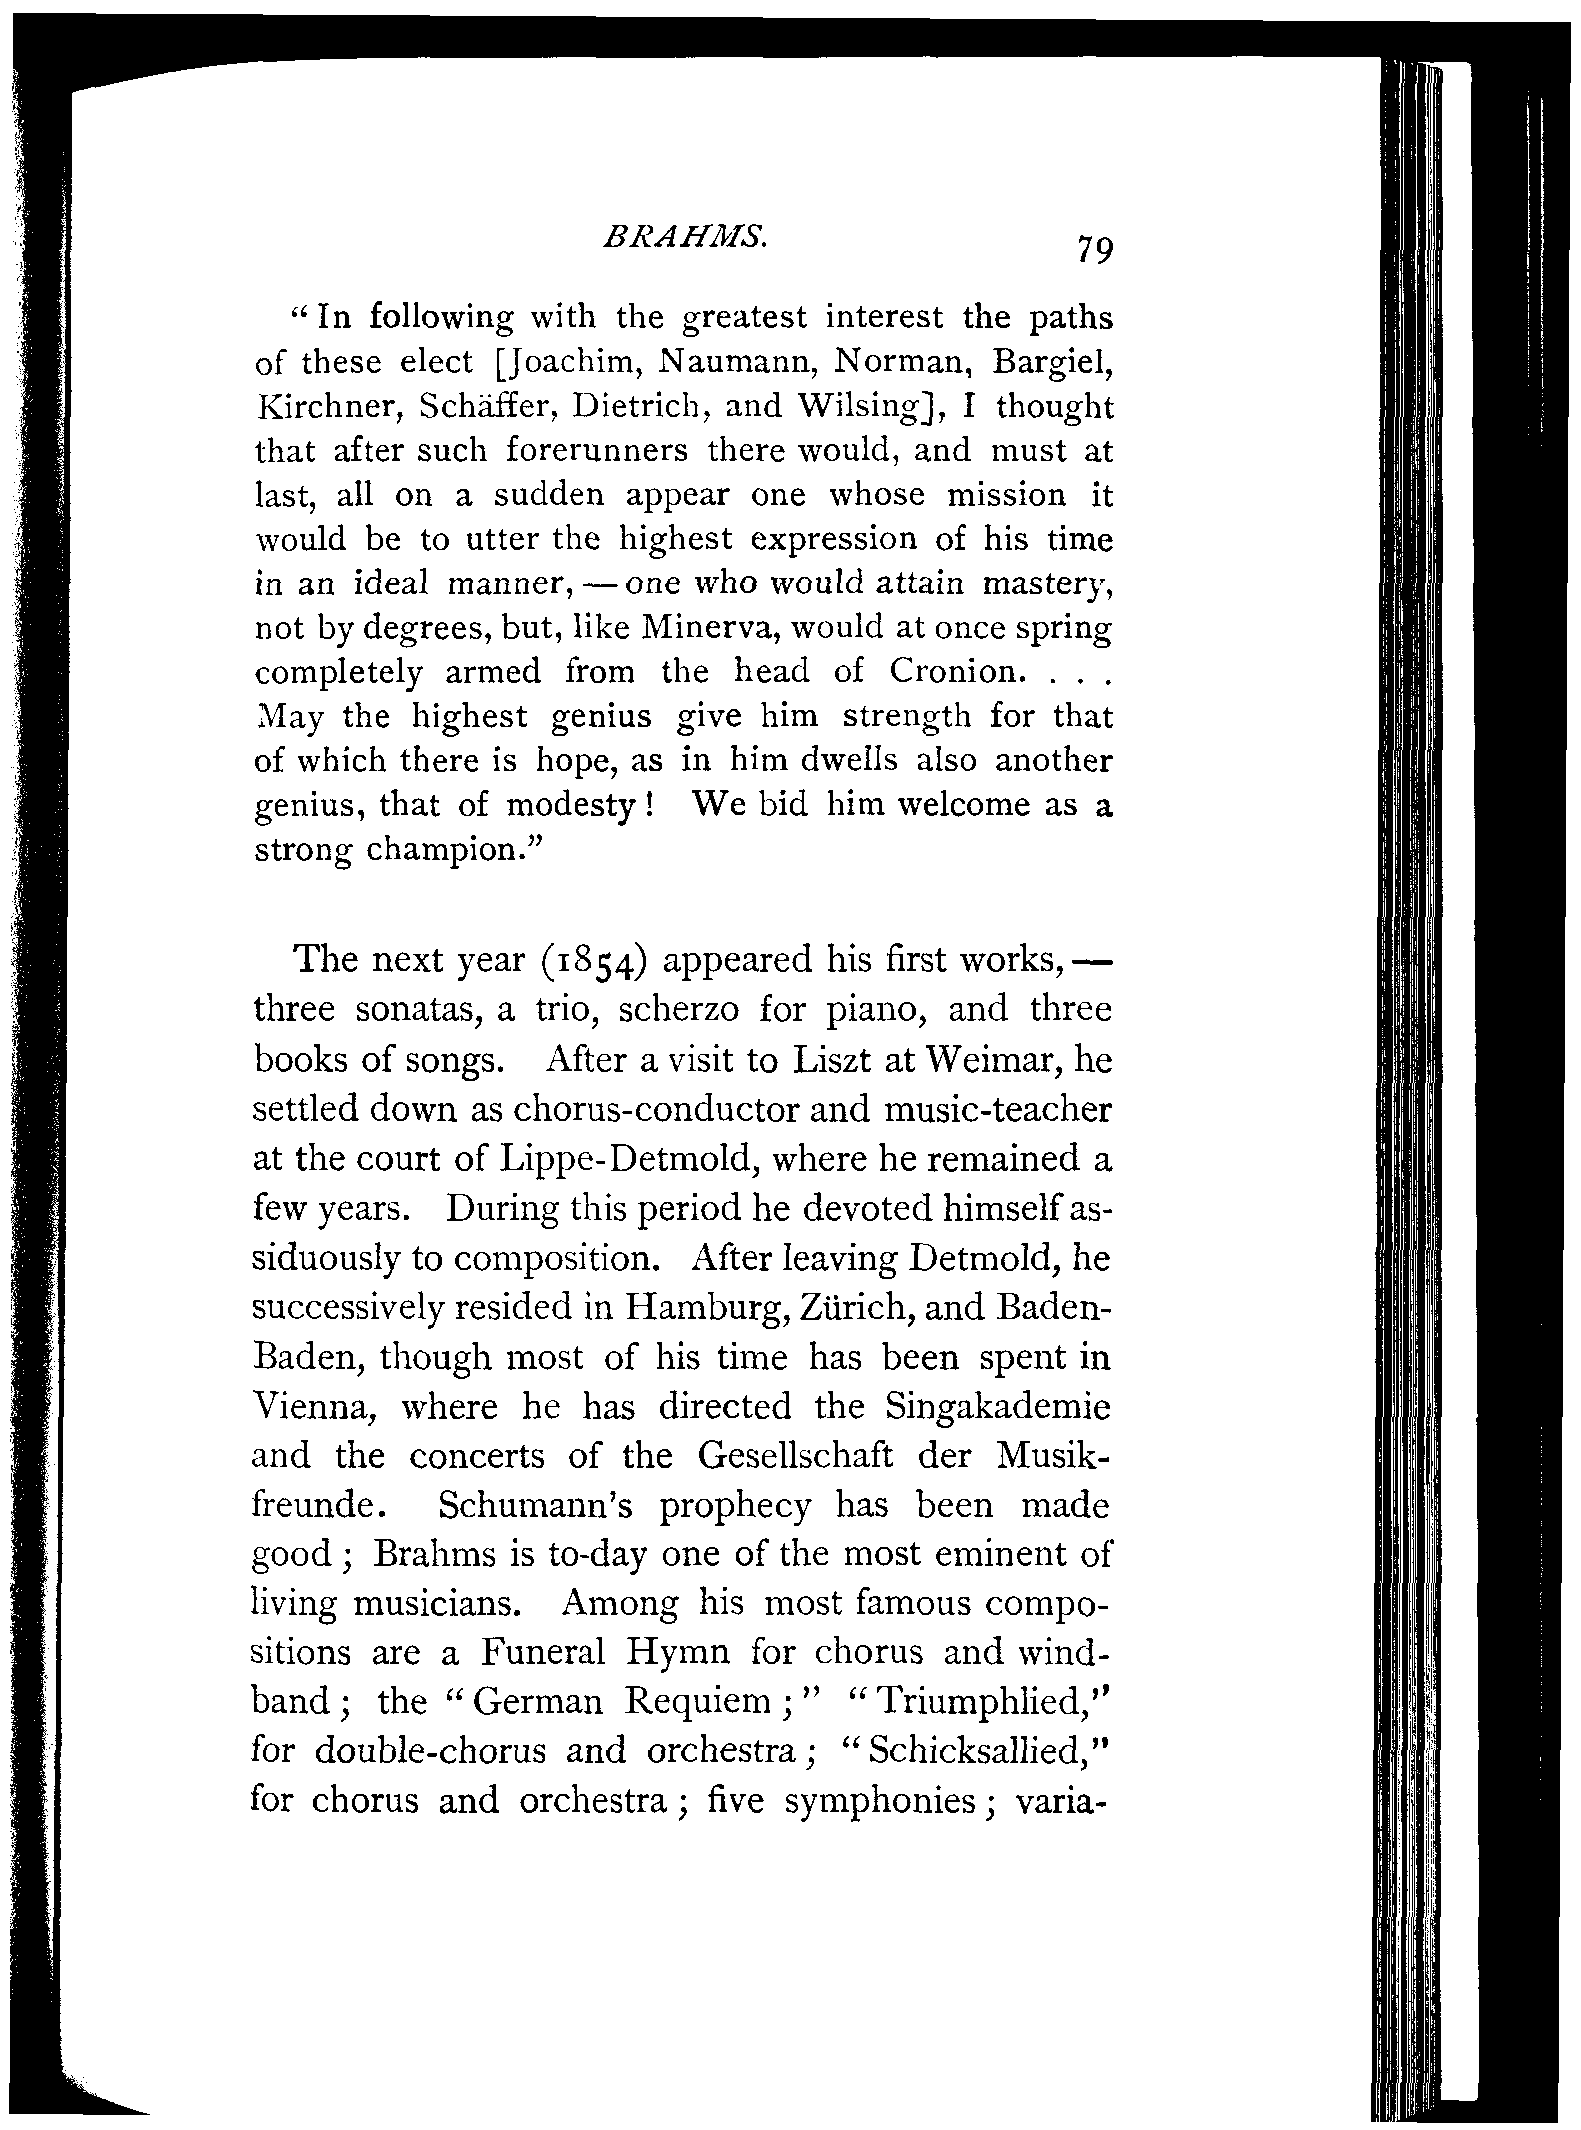 BRAHMS. 79
“ In following with the greatest interest the paths
of these elect [Joachim, Naumann, Norman, Bargiel,
Kirchner, Schäffer, Dietrich, and Wilsing], I thought
that after such forerunners there would, and must at
last, all on a sudden appear one whose mission it
would be to utter the highest expression of his time
in an ideal manner, — one who would attain mastery,
not by degrees, but, like Minerva, would at once spring
completely armed from the head of Cronion. . . .
May the highest genius give him strength for that
of which there is hope, as in him dwells also another
genius, that of modesty ! We bid him welcome as a
strong champion.”
The next year (1854) appeared his first works, —
three sonatas, a trio, scherzo for piano, and three
books of songs. After a visit to Liszt at Weimar, he
settled down as chorus-conductor and music-teacher
at the court of Lippe-Detmold, where he remained a
few years. During this period he devoted himself as-
siduously to composition. After leaving Detmold, he
successively resided in Hamburg, Zürich, and Baden-
Baden, though most of his time has been spent in
Vienna, where he has directed the Singakademie
and the concerts of the Gesellschaft der Musik-
freunde. Schumann's prophecy has been made
good ; Brahms is to-day one of the most eminent of
living musicians. Among his most famous compo-
sitions are a Funeral Hymn for chorus and wind-
band ; the “ German Requiem ; ” “ Triumphlied,”
for double-chorus and orchestra ; “ Schicksallied,”
for chorus and orchestra ; five symphonies ; varia-